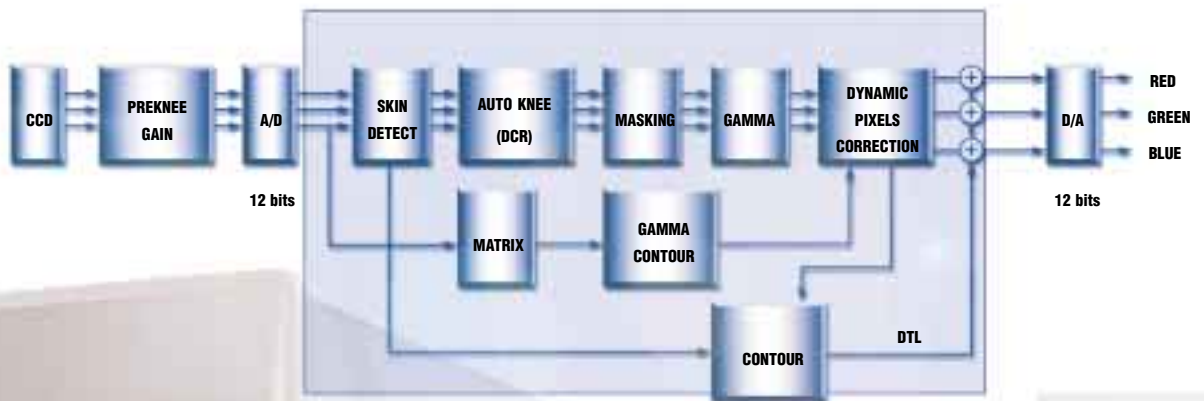 CCD
PREKNEE
GAIN
A/D
12 bits
SKIN
DETECT
AUTO KNEE
(DCR)
MASKING
GAMMA
DYNAMIC
PIXELS
CORRECTION
+
+
+
D/A
12 bits
RED
GREEN
BLUE
MATRIX
GAMMA
CONTOUR
CONTOUR
DTL